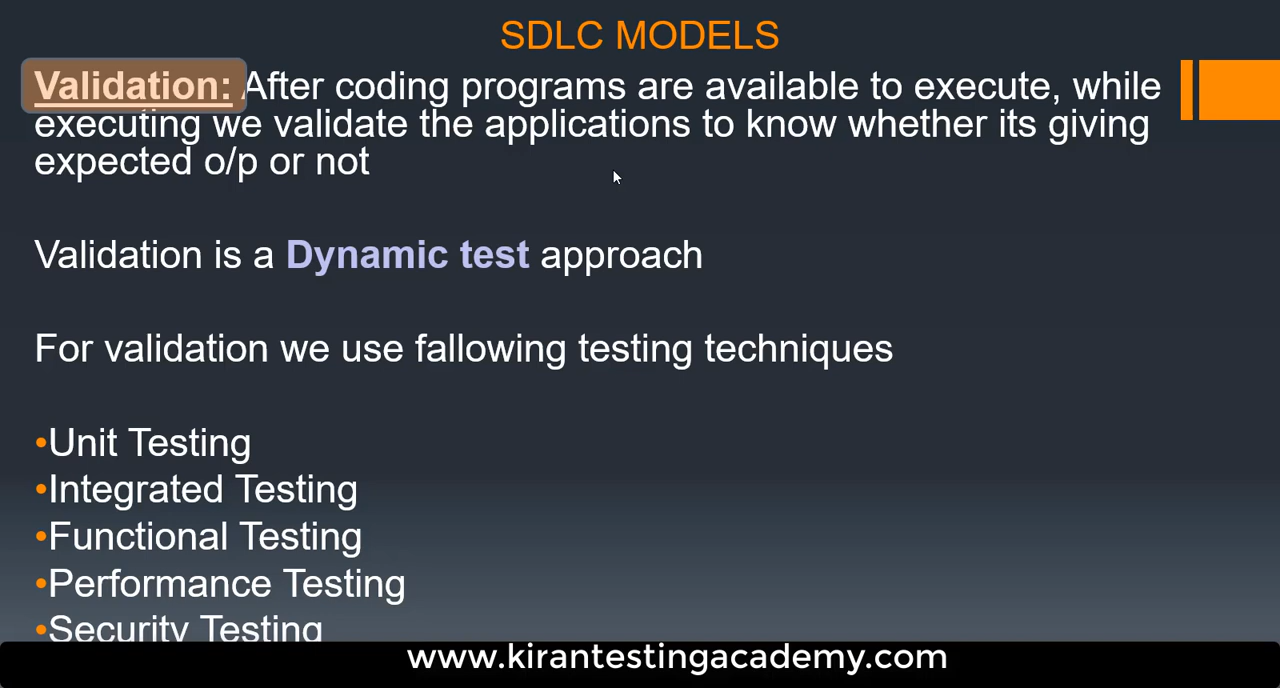 SDLC MODELS
Validation: After coding programs are available to execute, while
executing we validate the applications to know whether its giving
expected o/p or not
Validation is a Dynamic test approach
For validation we use fallowing testing techniques
•Unit Testing
•Integrated Testing
•Functional Testing
•Performance Testing
•Security Testing
www.kirantestingacademy.com